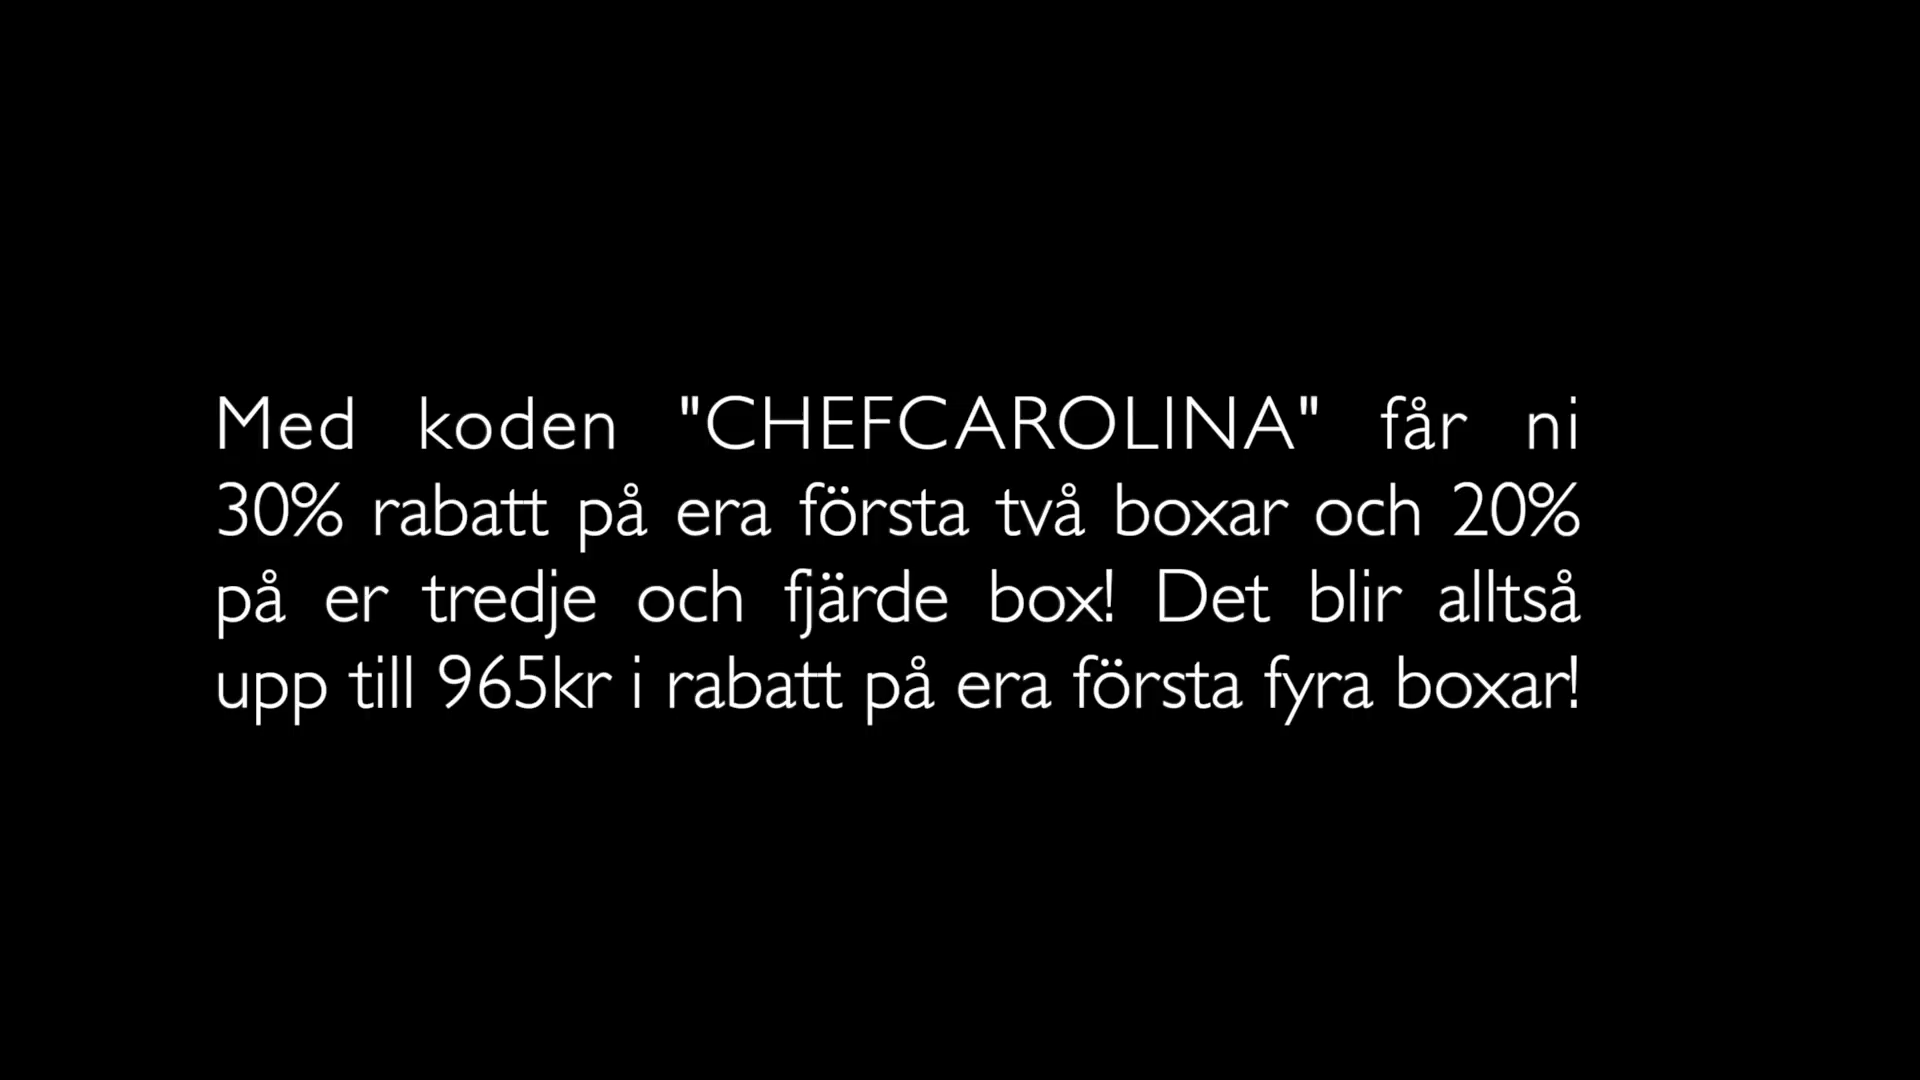 Med koden "CHEFCAROLINA" får ni
30% rabatt på era första två boxar och 20%
på er tredje och fjärde box! Det blir alltså
upp till 965kr i rabatt på era första fyra boxar!